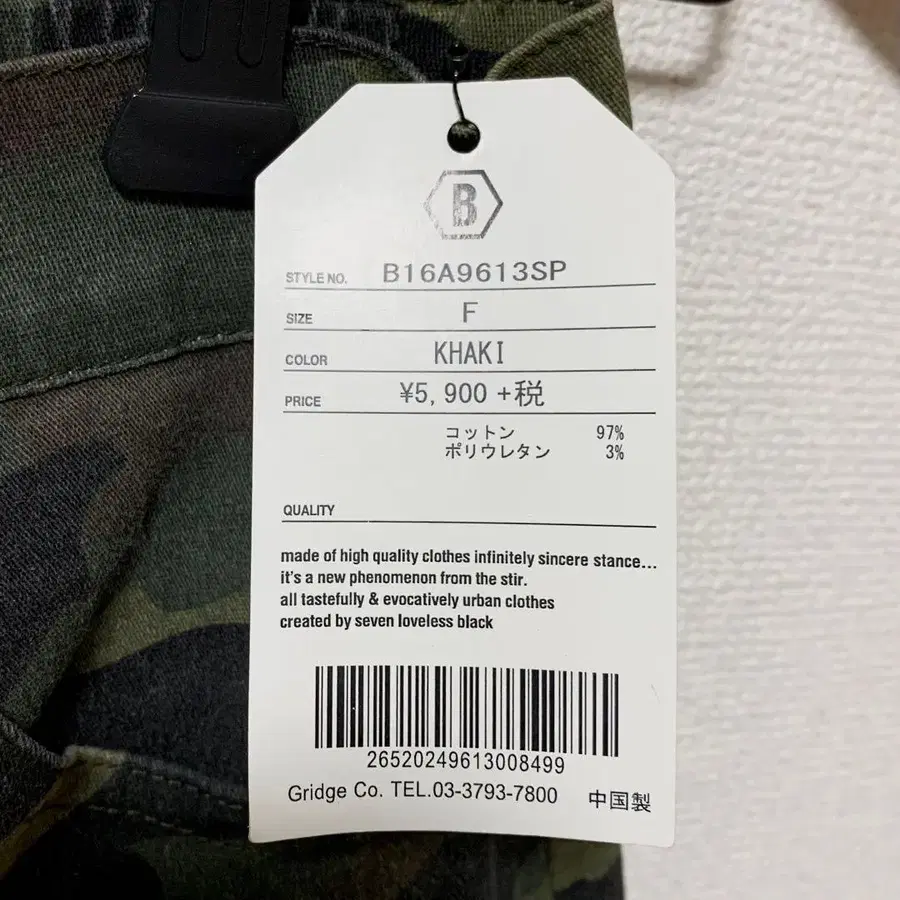 B
STYLE NO. B16A9613SP
SIZE F
COLOR KHAKI
PRICE ¥5,900 +税
コットン 97%
ポリウレタン 3%
QUALITY
made of high quality clothes infinitely sincere stance...
it's a new phenomenon from the stir.
all tastefully & evocatively urban clothes
created by seven loveless black
26520249613008499
Gridge Co. TEL.03-3793-7800 中国製